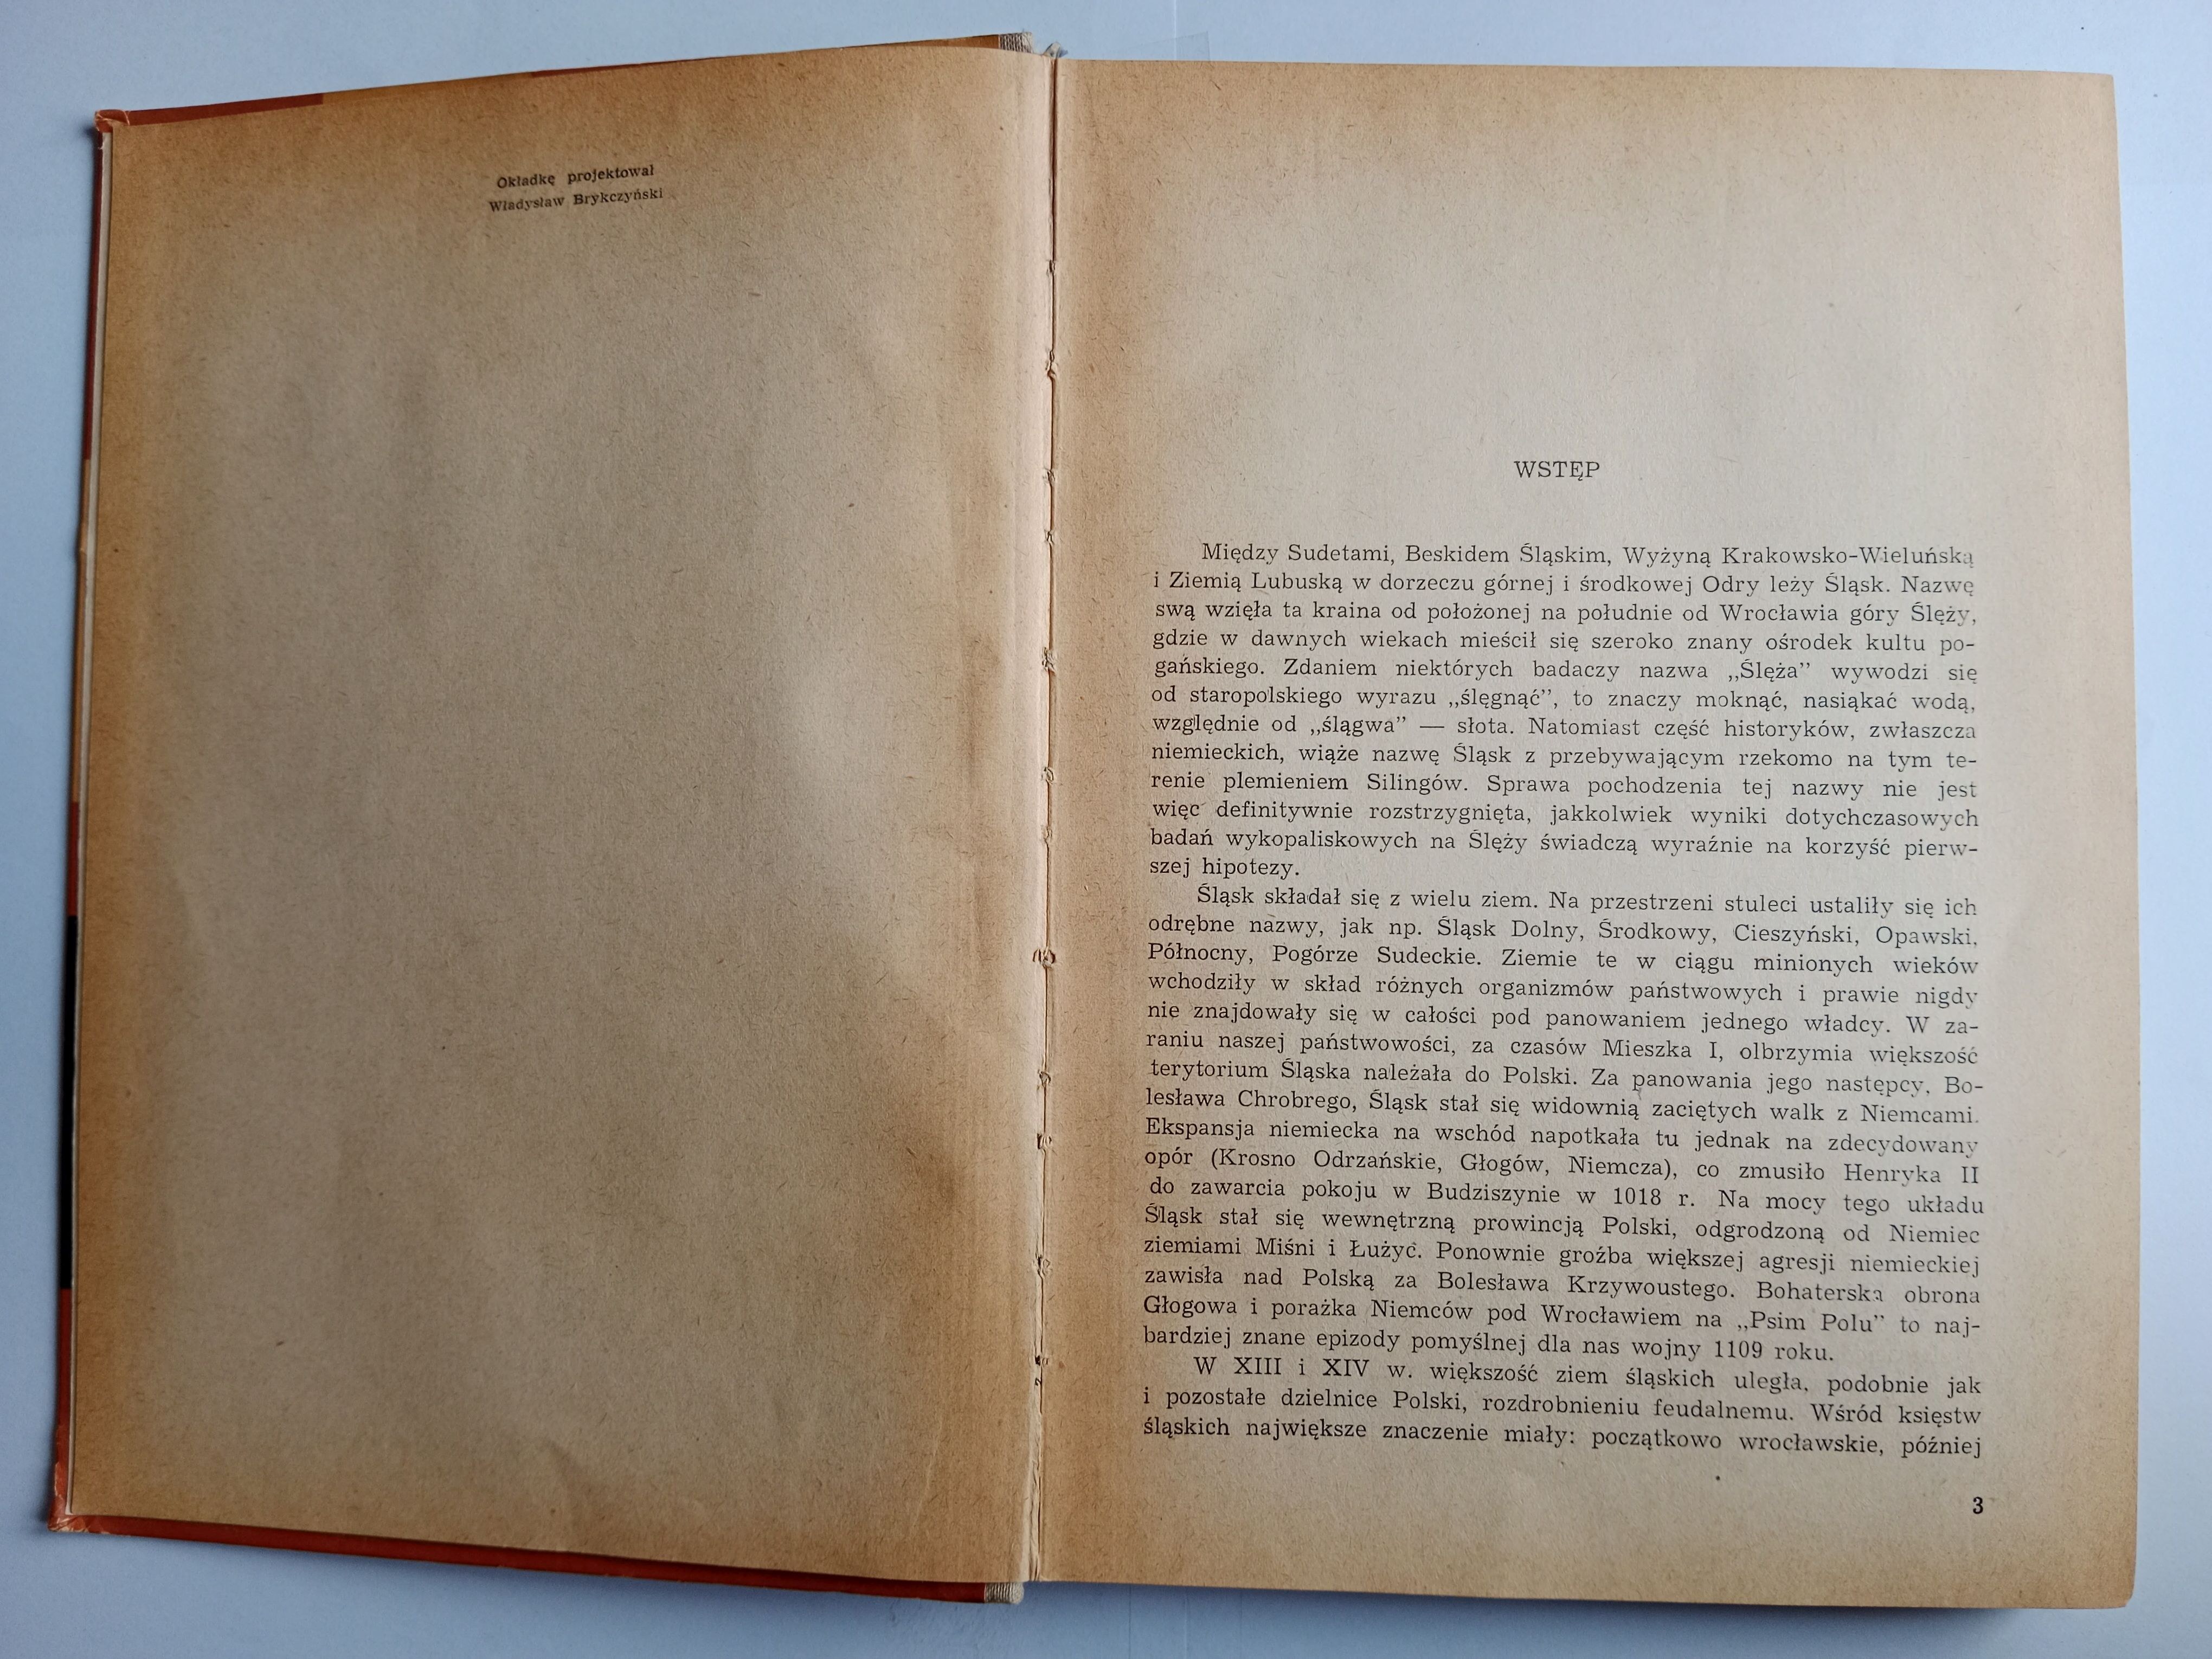 Okładkę projektował
Władysław Brykczyński
WSTĘP
Między Sudetami, Beskidem Śląskim, Wyżyną Krakowsko-Wieluńską
i Ziemią Lubuską w dorzeczu górnej i środkowej Odry leży Śląsk. Nazwę
swą wzięła ta kraina od położonej na południe od Wrocławia góry Ślęży,
gdzie w dawnych wiekach mieścił się szeroko znany ośrodek kultu po-
gańskiego. Zdaniem niektórych badaczy nazwa „Ślęża” wywodzi się
od staropolskiego wyrazu „ślęgnąć”, to znaczy moknąć, nasiąkać wodą,
względnie od „ślągwa” — słota. Natomiast część historyków, zwłaszcza
niemieckich, wiąże nazwę Śląsk z przebywającym rzekomo na tym te-
renie plemieniem Silingów. Sprawa pochodzenia tej nazwy nie jest
więc definitywnie rozstrzygnięta, jakkolwiek wyniki dotychczasowych
badań wykopaliskowych na Ślęży świadczą wyraźnie na korzyść pierw-
szej hipotezy.
Śląsk składał się z wielu ziem. Na przestrzeni stuleci ustaliły się ich
odrębne nazwy, jak np. Śląsk Dolny, Środkowy, Cieszyński, Opawski,
Północny, Pogórze Sudeckie. Ziemie te w ciągu minionych wieków
wchodziły w skład różnych organizmów państwowych i prawie nigdy
nie znajdowały się w całości pod panowaniem jednego władcy. W za-
raniu naszej państwowości, za czasów Mieszka I, olbrzymia większość
terytorium Śląska należała do Polski. Za panowania jego następcy, Bo-
lesława Chrobrego, Śląsk stał się widownią zaciętych walk z Niemcami.
Ekspansja niemiecka na wschód napotkała tu jednak na zdecydowany
opór (Krosno Odrzańskie, Głogów, Niemcza), co zmusiło Henryka II
do zawarcia pokoju w Budziszynie w 1018 r. Na mocy tego układu
Śląsk stał się wewnętrzną prowincją Polski, odgrodzoną od Niemiec
ziemiami Miśni i Łużyc. Ponownie groźba większej agresji niemieckiej
zawisła nad Polską za Bolesława Krzywoustego. Bohaterska obrona
Głogowa i porażka Niemców pod Wrocławiem na „Psim Polu” to naj-
bardziej znane epizody pomyślnej dla nas wojny 1109 roku.
W XIII i XIV w. większość ziem śląskich uległa, podobnie jak
i pozostałe dzielnice Polski, rozdrobnieniu feudalnemu. Wśród księstw
śląskich największe znaczenie miały: początkowo wrocławskie, później
3